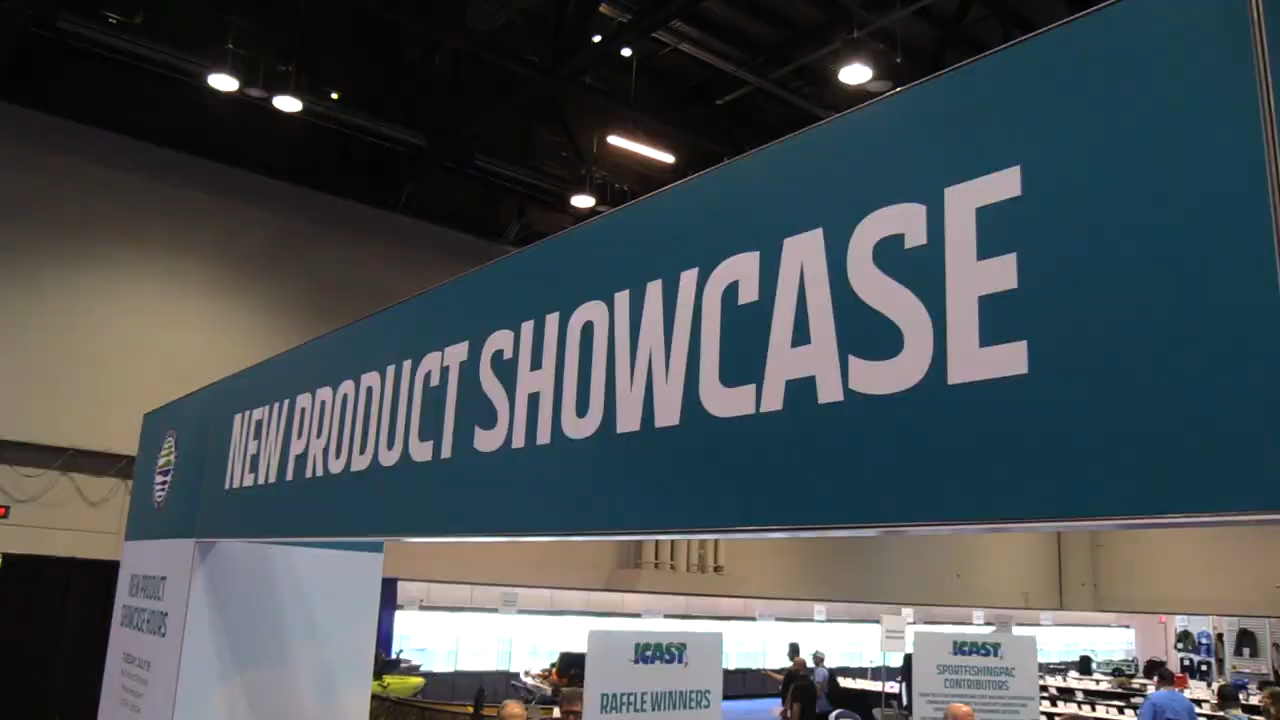 NEW PRODUCT SHOWCASE
NEW PRODUCT
SHOWCASE HOURS
ICAST
RAFFLE WINNERS
ICAST
SPORTFISHINGPAC
CONTRIBUTORS